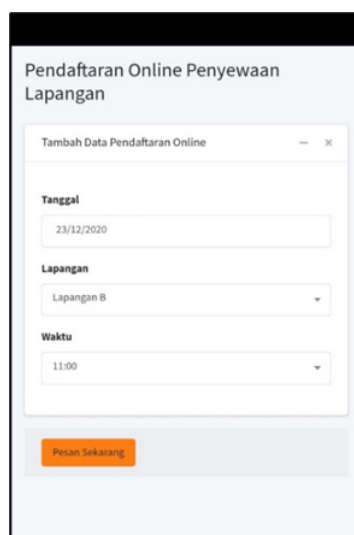 Pendaftaran Online Penyewaan
Lapangan
Tambah Data Pendaftaran Online
Tanggal
23/12/2020
Lapangan
Lapangan B
Waktu
11:00
Pesan Sekarang